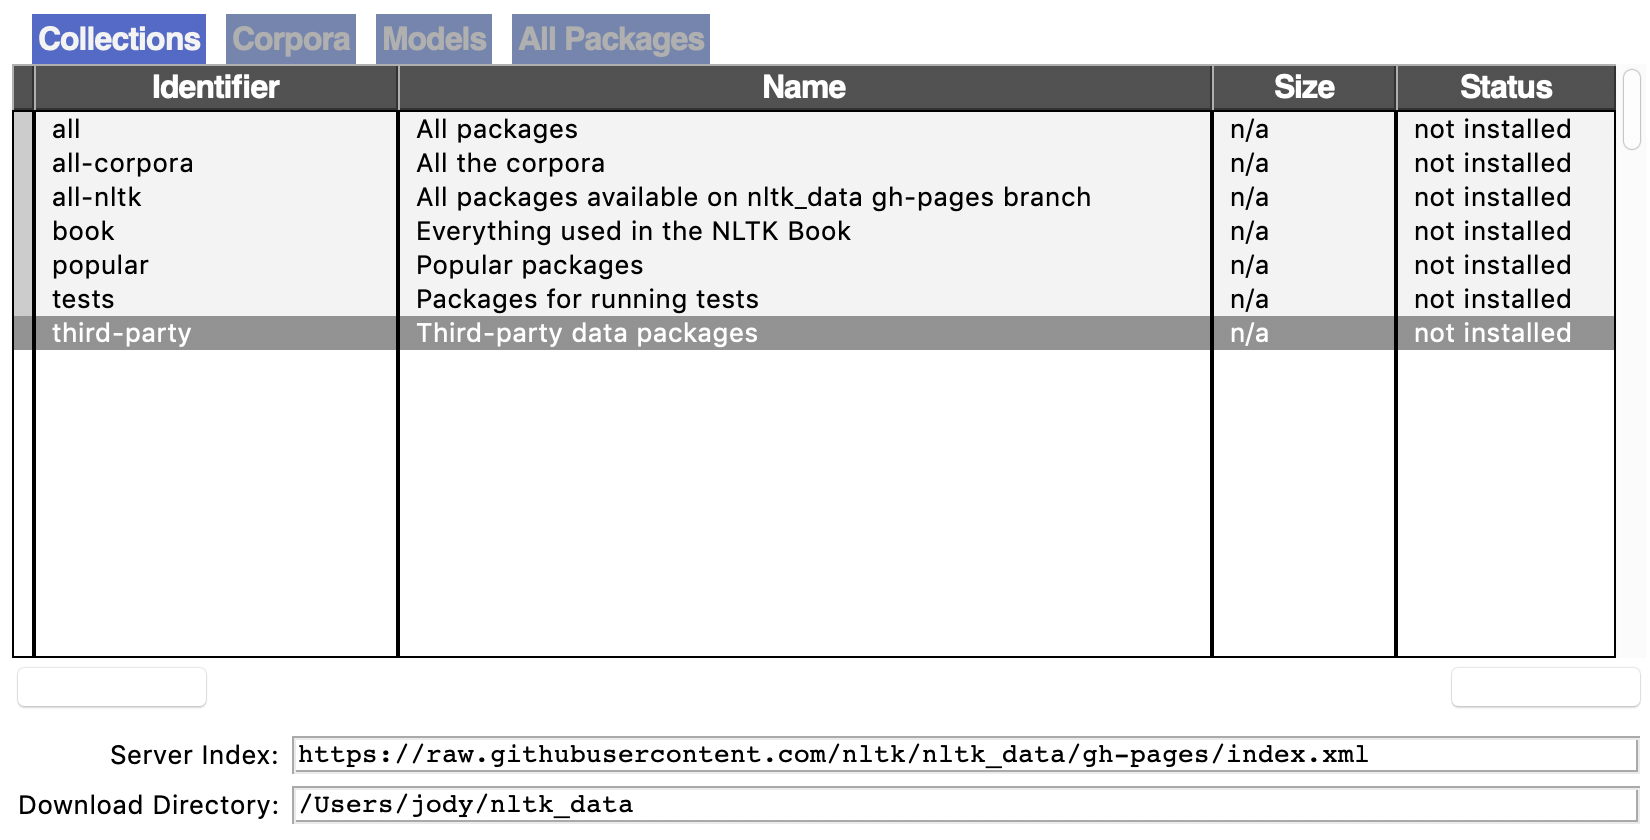 Collections Corpora Models All Packages
Identifier Name Size Status
all All packages n/a not installed
all-corpora All the corpora n/a not installed
all-nltk All packages available on nltk_data gh-pages branch n/a not installed
book Everything used in the NLTK Book n/a not installed
popular Popular packages n/a not installed
tests Packages for running tests n/a not installed
third-party Third-party data packages n/a not installed
Server Index: https://raw.githubusercontent.com/nltk/nltk_data/gh-pages/index.xml
Download Directory: /Users/jody/nltk_data